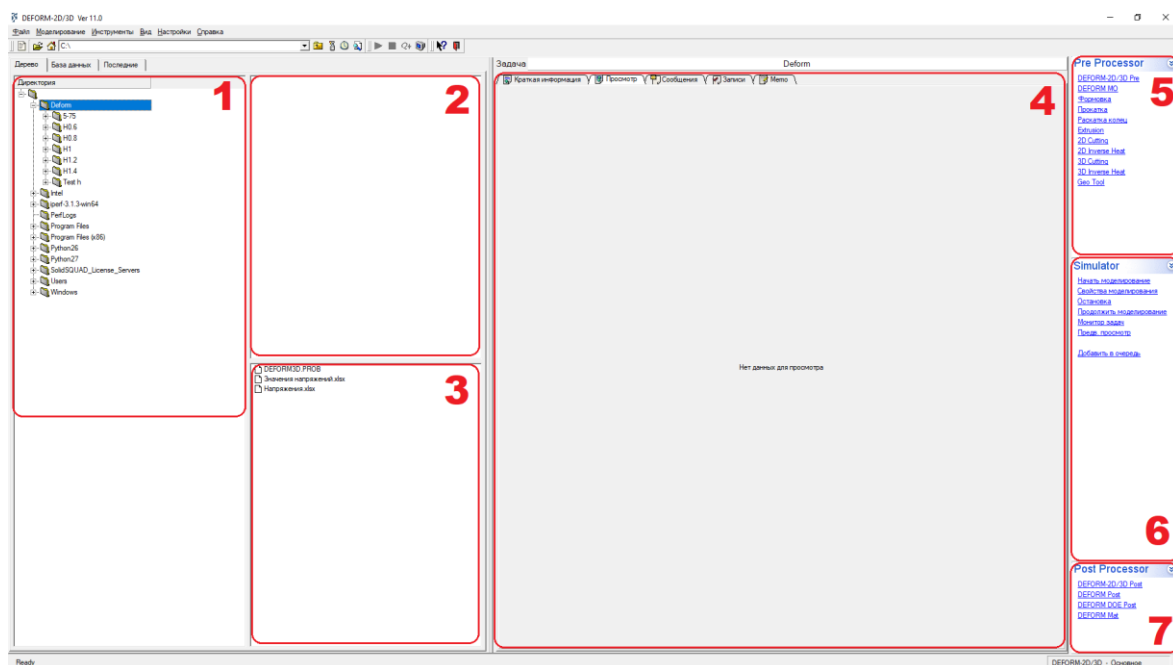 DEFORM-2D/3D Ver 11.0
Файл Моделирование Инструменты Вид Настройки Справка
C:\
Дерево База данных Последние
Директория
Deform
5-75
H0.6
H0.8
H1
H1.2
H1.4
Test h
Intel
iperf-3.1.3-win64
PerfLogs
Program Files
Program Files (x86)
Python26
Python27
SolidSQUAD_License_Servers
Users
Windows
1
2
DEFORM3D.PROB
Значения напряжений.xlsx
Напряжения.xlsx
3
Задача Deform
Краткая информация Просмотр Сообщения Записи Memo
4
Нет данных для просмотра
Pre Processor
DEFORM-2D/3D Pre
DEFORM MO
Формовка
Прокатка
Раскатка колец
Extrusion
2D Cutting
2D Inverse Heat
3D Cutting
3D Inverse Heat
Geo Tool
5
Simulator
Начать моделирование
Свойства моделирования
Остановка
Продолжить моделирование
Монитор задач
Предв. просмотр
Добавить в очередь
6
Post Processor
DEFORM-2D/3D Post
DEFORM Post
DEFORM DOE Post
DEFORM Mat
7
Ready
DEFORM-2D/3D - Основное